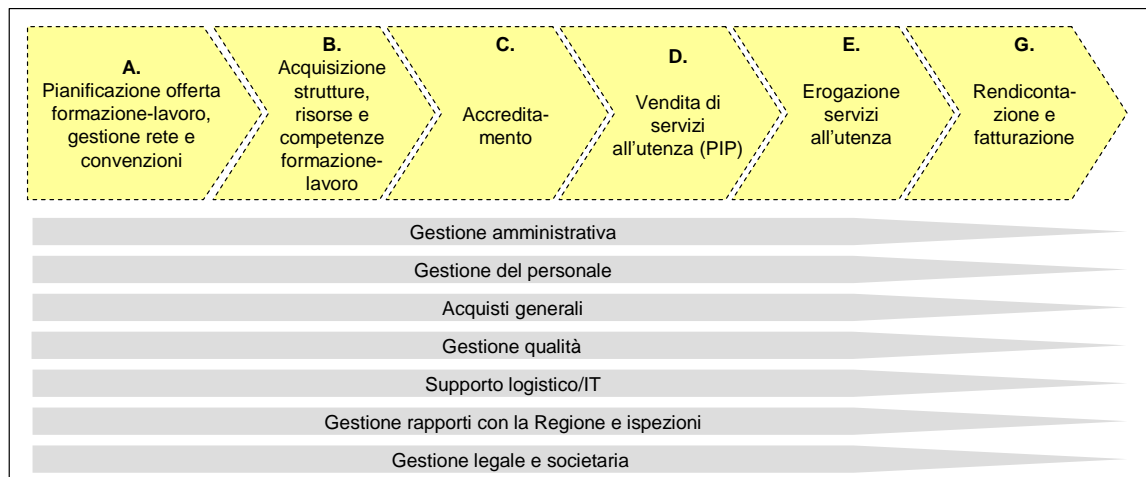 A.
Pianificazione offerta
formazione-lavoro,
gestione rete e
convenzioni
B.
Acquisizione
strutture,
risorse e
competenze
formazione-
lavoro
C.
Accredita-
mento
D.
Vendita di
servizi
all'utenza (PIP)
E.
Erogazione
servizi
all'utenza
G.
Rendiconta-
zione e
fatturazione
Gestione amministrativa
Gestione del personale
Acquisti generali
Gestione qualità
Supporto logistico/IT
Gestione rapporti con la Regione e ispezioni
Gestione legale e societaria